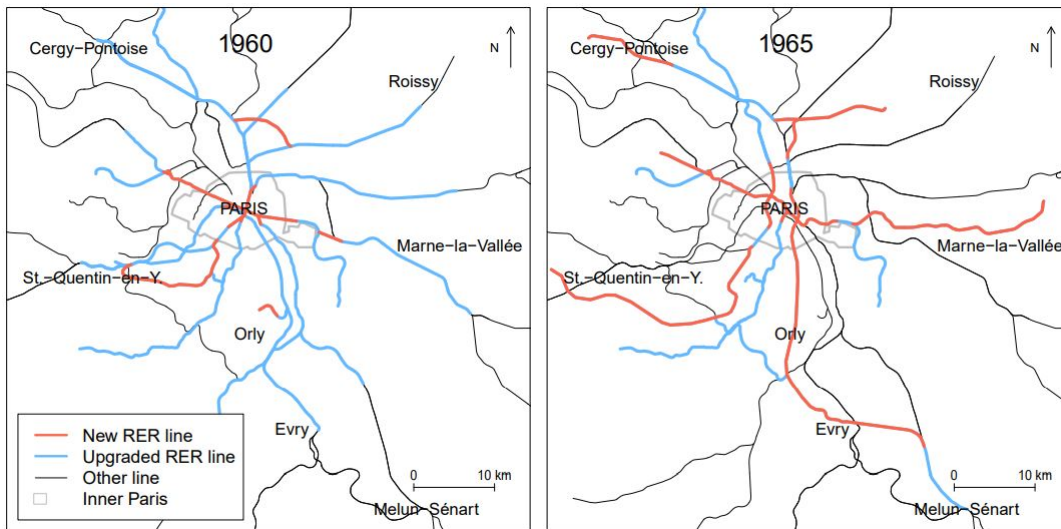 1960
Cergy-Pontoise
N
Roissy
PARIS
Marne-la-Vallée
St.-Quentin-en-Y.
Orly
Evry
New RER line
Upgraded RER line
Other line
Inner Paris
0 10 km
Melun-Sénart
1965
Cergy-Pontoise
N
Roissy
PARIS
Marne-la-Vallée
St.-Quentin-en-Y.
Orly
Evry
0 10 km
Melun-Sénart